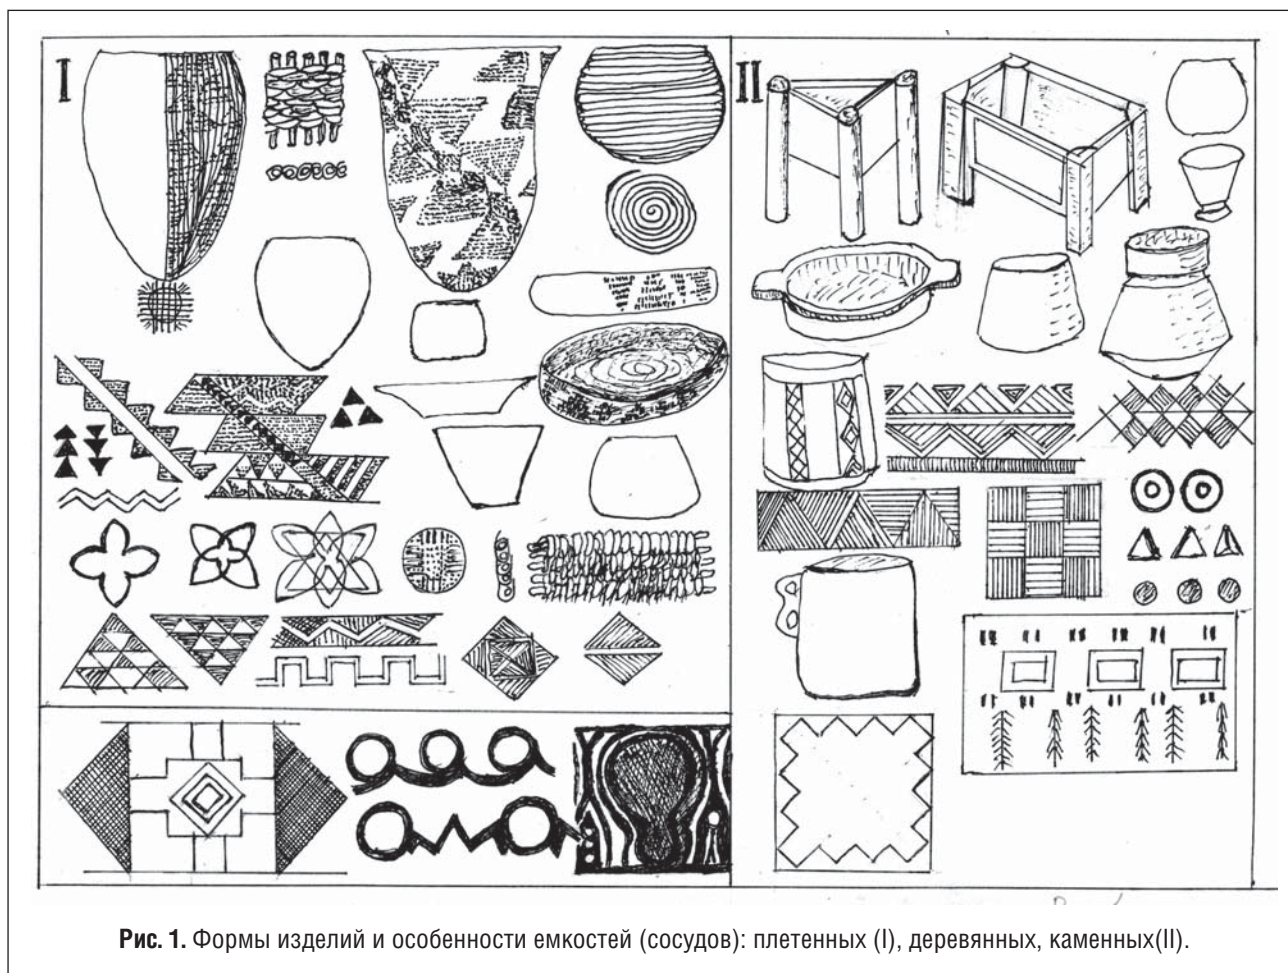 I
II
Рис. 1. Формы изделий и особенности емкостей (сосудов): плетенных (I), деревянных, каменных(II).